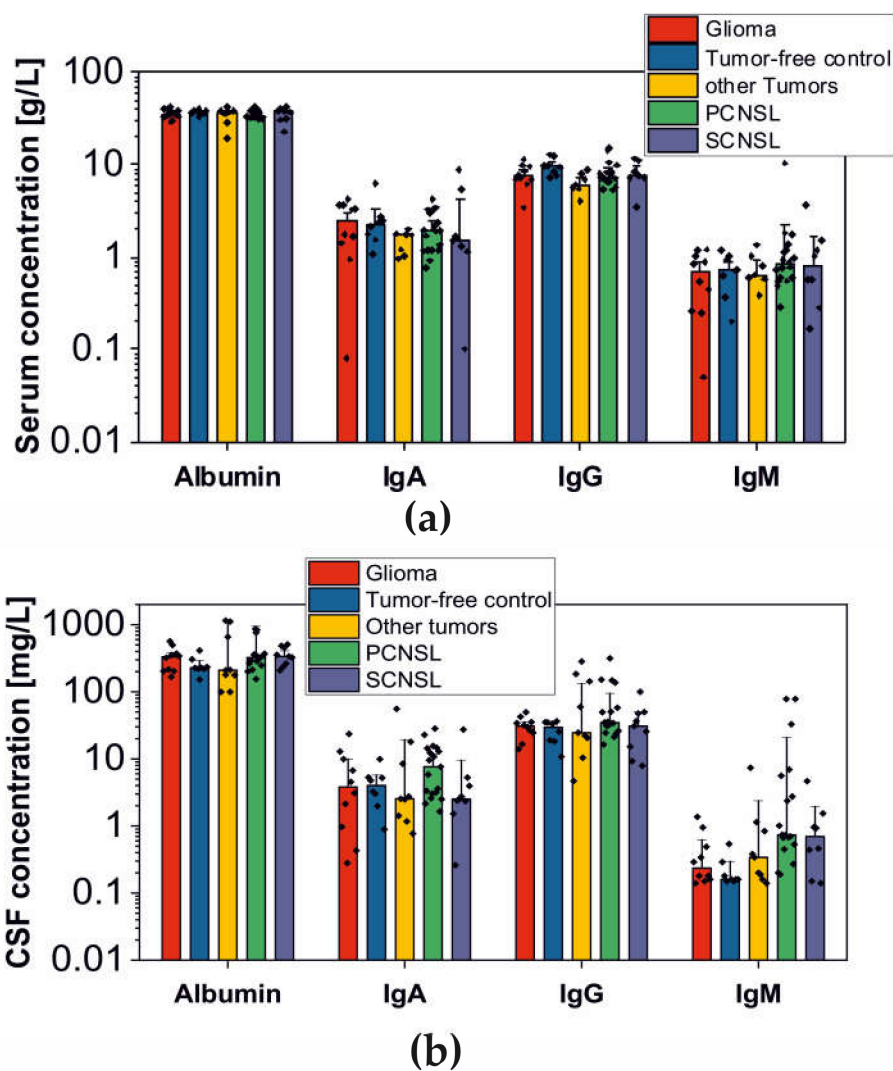 Glioma
Tumor-free control
other Tumors
PCNSL
SCNSL
Serum concentration [g/L]
100
10
1
0.1
0.01
Albumin IgA IgG IgM
(a)
Glioma
Tumor-free control
Other tumors
PCNSL
SCNSL
CSF concentration [mg/L]
1000
100
10
1
0.1
0.01
Albumin IgA IgG IgM
(b)